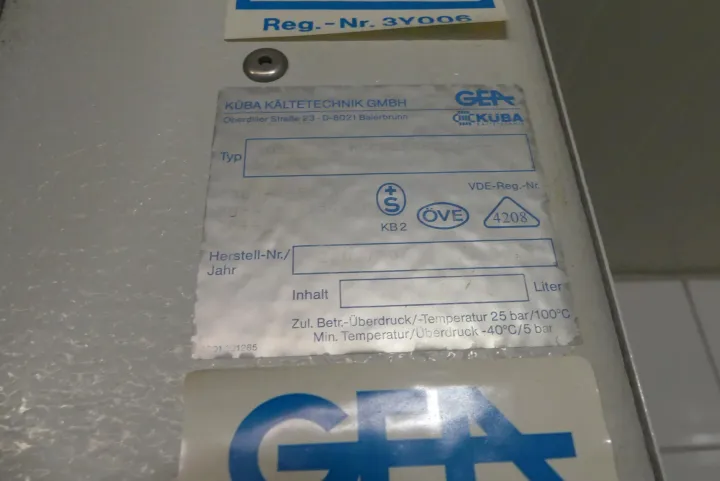 Reg.-Nr. 3Y006
KÜBA KÄLTETECHNIK GMBH
GEA
KÜBA
Typ
VDE-Reg.-Nr.
+S
KB2
ÖVE
4208
Herstell-Nr./
Jahr
Inhalt
Liter
Zul. Betr.-Überdruck/-Temperatur 25 bar/100°C
Min. Temperatur/Überdruck -40°C/5 bar
GEA